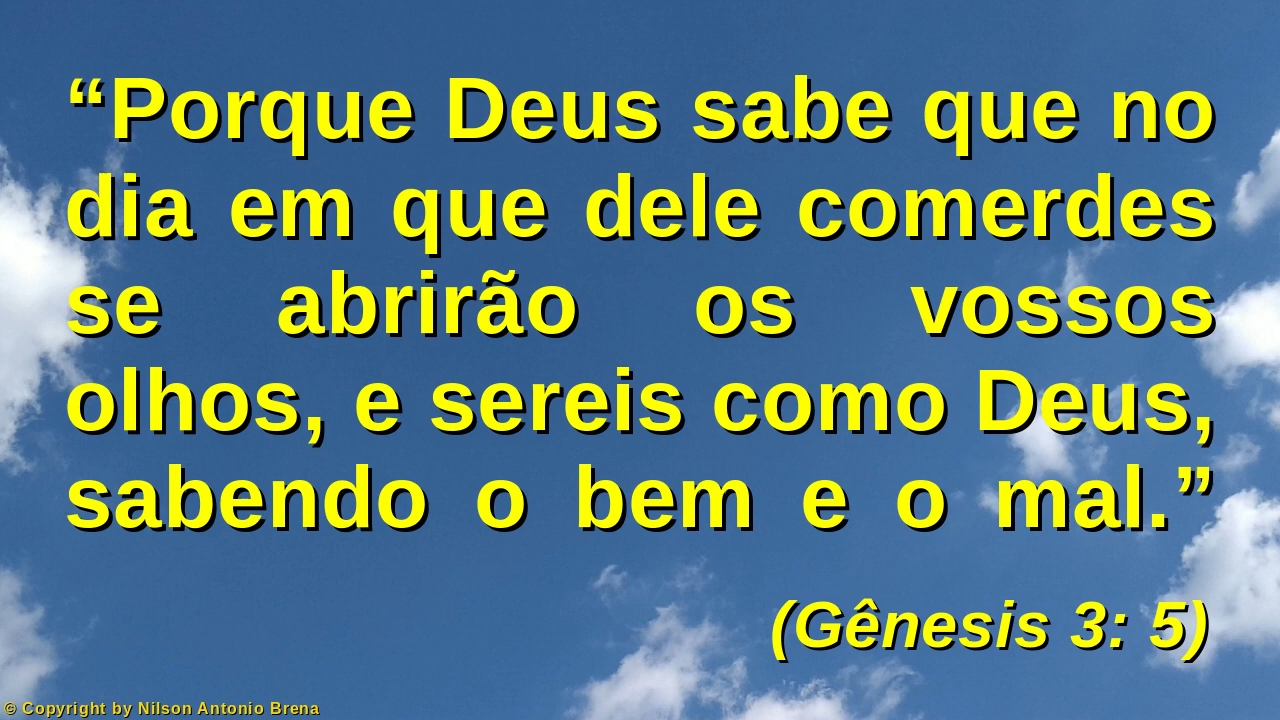 “Porque Deus sabe que no
dia em que dele comerdes
se abrirão os vossos
olhos, e sereis como Deus,
sabendo o bem e o mal.”
(Gênesis 3: 5)
© Copyright by Nilson Antonio Brena